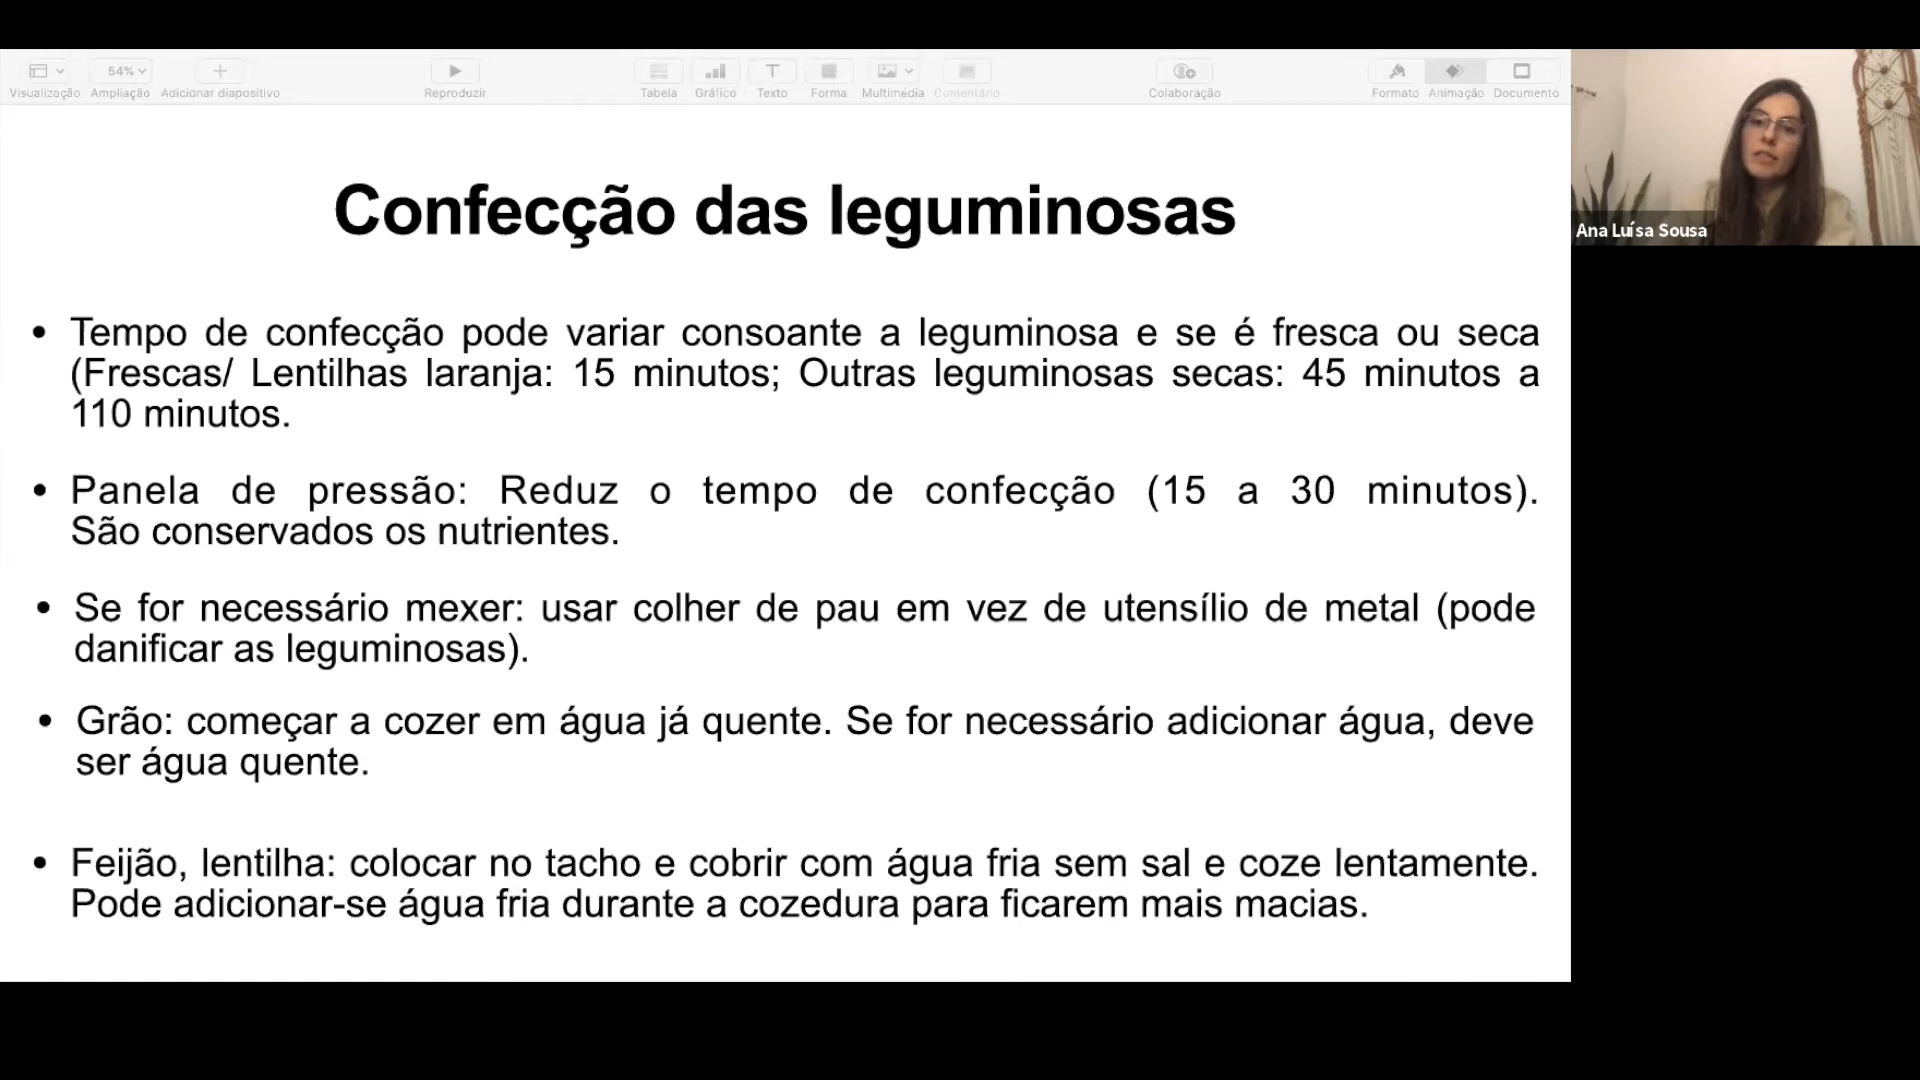 Visualização
54%
Ampliação
Adicionar diapositivo
Reproduzir
Tabela
Gráfico
Texto
Forma
Multimédia
Comentário
Colaboração
Formato
Animação
Documento
Ana Luísa Sousa
Confecção das leguminosas
• Tempo de confecção pode variar consoante a leguminosa e se é fresca ou seca
(Frescas/ Lentilhas laranja: 15 minutos; Outras leguminosas secas: 45 minutos a
110 minutos.
• Panela de pressão: Reduz o tempo de confecção (15 a 30 minutos).
São conservados os nutrientes.
• Se for necessário mexer: usar colher de pau em vez de utensílio de metal (pode
danificar as leguminosas).
• Grão: começar a cozer em água já quente. Se for necessário adicionar água, deve
ser água quente.
• Feijão, lentilha: colocar no tacho e cobrir com água fria sem sal e coze lentamente.
Pode adicionar-se água fria durante a cozedura para ficarem mais macias.